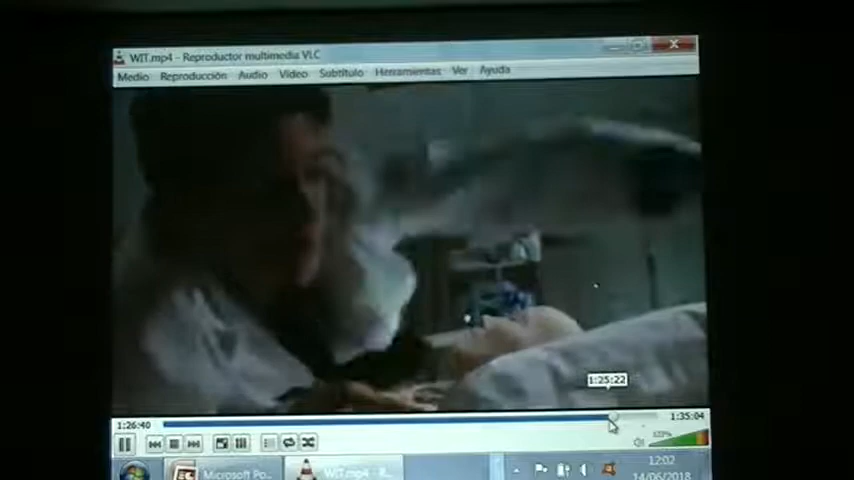 WIT.mp4 - Reproductor multimedia VLC
Medio Reproducción Audio Vídeo Subtítulo Herramientas Ver Ayuda
1:25:22
1:26:40
1:35:04
Microsoft Po...
WIT.mp4 - R...
12:02
14/06/2018